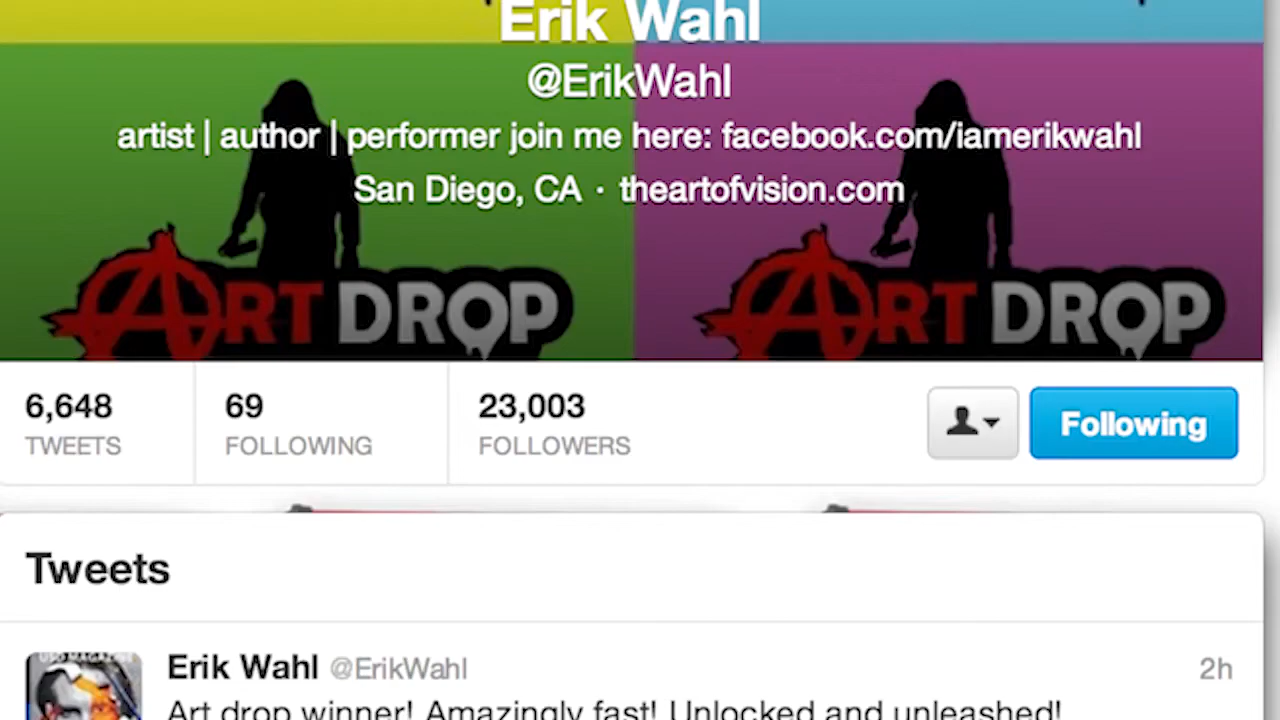 Erik Wahl
@ErikWahl
artist | author | performer join me here: facebook.com/iamerikwahl
San Diego, CA · theartofvision.com
ART DROP ART DROP
6,648 69 23,003
TWEETS FOLLOWING FOLLOWERS
Following
Tweets
Erik Wahl @ErikWahl 2h
Art drop winner! Amazingly fast! Unlocked and unleashed!